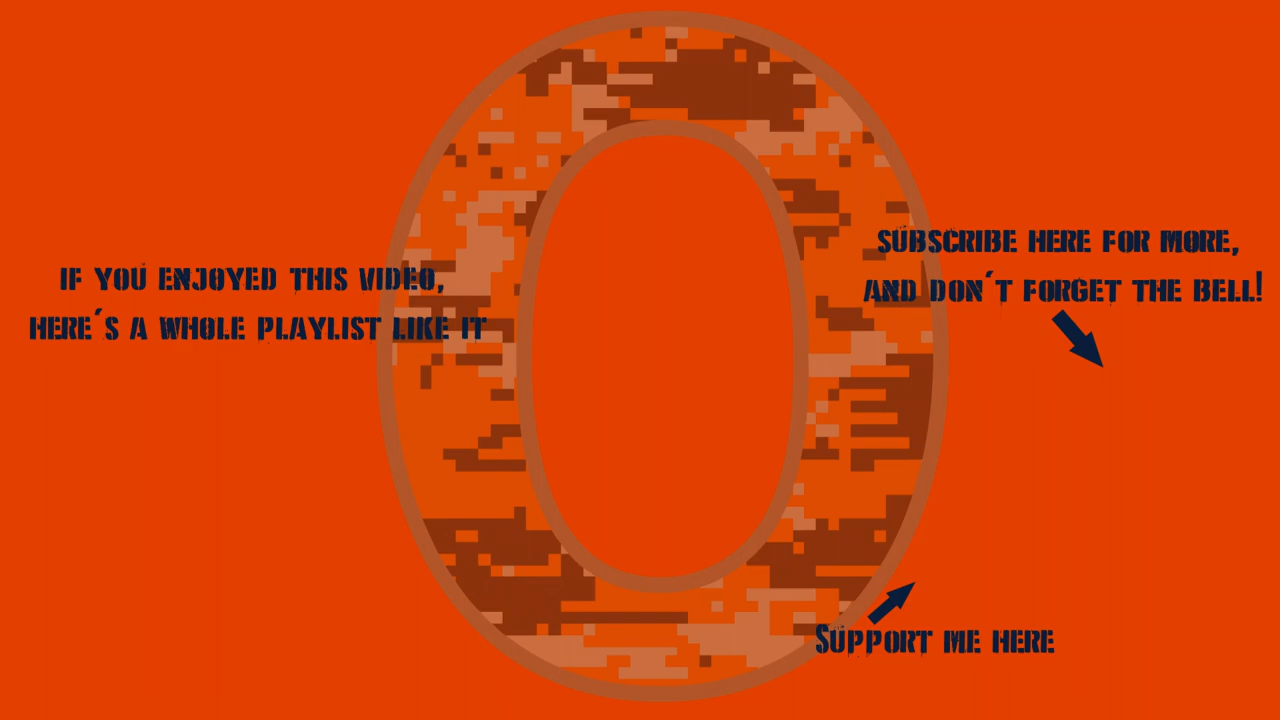 IF YOU ENJOYED THIS VIDEO,
HERE´S A WHOLE PLAYLIST LIKE IT
SUBSCRIBE HERE FOR MORE,
AND DON´T FORGET THE BELL!
SUPPORT ME HERE
O